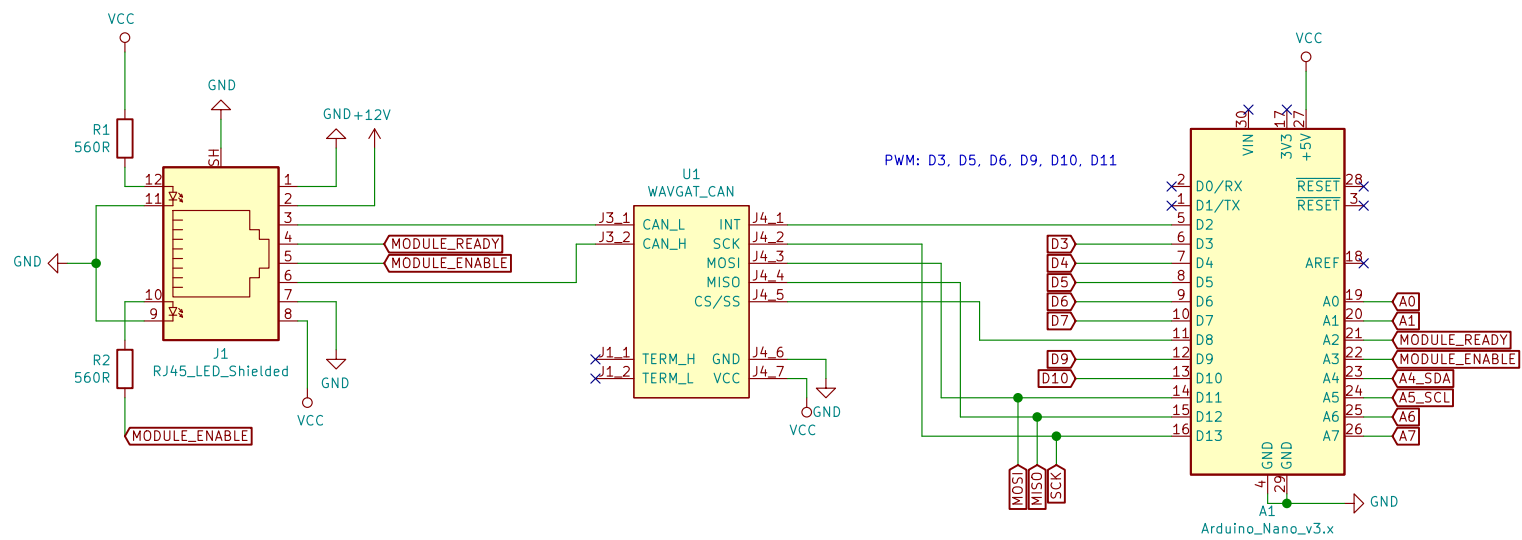 VCC
R1
560R
GND
SH
GND
+12V
12
11
10
9
1
2
3
4
5
6
7
8
MODULE_READY
MODULE_ENABLE
GND
R2
560R
J1
RJ45_LED_Shielded
GND
VCC
MODULE_ENABLE
U1
WAVGAT_CAN
J3_1
CAN_L
INT
J4_1
J3_2
CAN_H
SCK
J4_2
MOSI
J4_3
MISO
J4_4
CS/SS
J4_5
J1_1
TERM_H
GND
J4_6
J1_2
TERM_L
VCC
J4_7
GND
VCC
PWM: D3, D5, D6, D9, D10, D11
D3
D4
D5
D6
D7
D9
D10
MOSI
MISO
SCK
VCC
30
17
27
VIN
3V3
+5V
2
D0/RX
RESET
28
1
D1/TX
RESET
3
5
D2
6
D3
7
D4
AREF
18
8
D5
9
D6
A0
19
A0
10
D7
A1
20
A1
11
D8
A2
21
MODULE_READY
12
D9
A3
22
MODULE_ENABLE
13
D10
A4
23
A4_SDA
14
D11
A5
24
A5_SCL
15
D12
A6
25
A6
16
D13
A7
26
A7
GND
GND
4
29
GND
A1
Arduino_Nano_v3.x